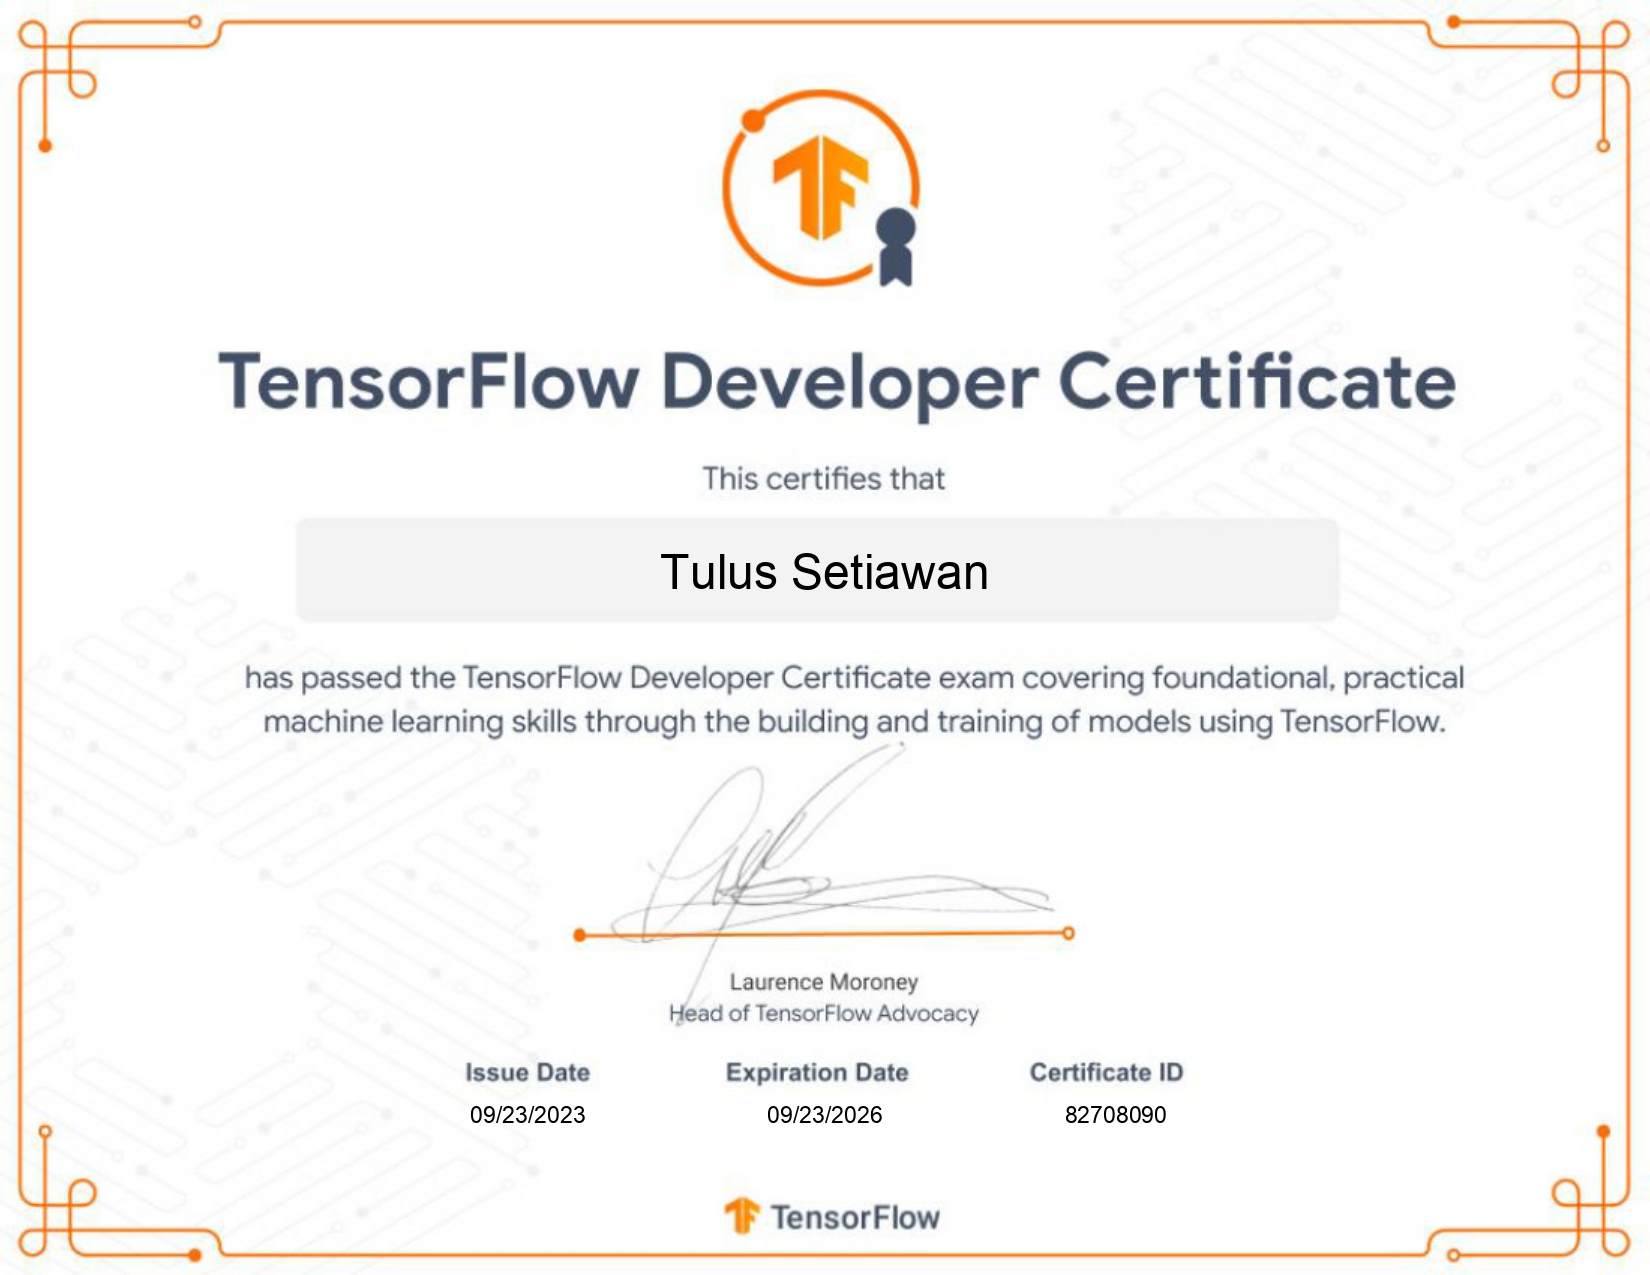 TensorFlow Developer Certificate
This certifies that
Tulus Setiawan
has passed the TensorFlow Developer Certificate exam covering foundational, practical
machine learning skills through the building and training of models using TensorFlow.
Laurence Moroney
Head of TensorFlow Advocacy
Issue Date Expiration Date Certificate ID
09/23/2023 09/23/2026 82708090
TensorFlow